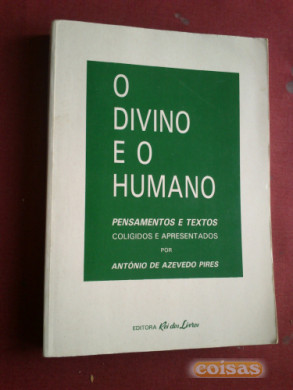 O
DIVINO
E O
HUMANO
PENSAMENTOS E TEXTOS
COLIGIDOS E APRESENTADOS
POR
ANTÓNIO DE AZEVEDO PIRES
EDITORA Rei dos Livros
coisas